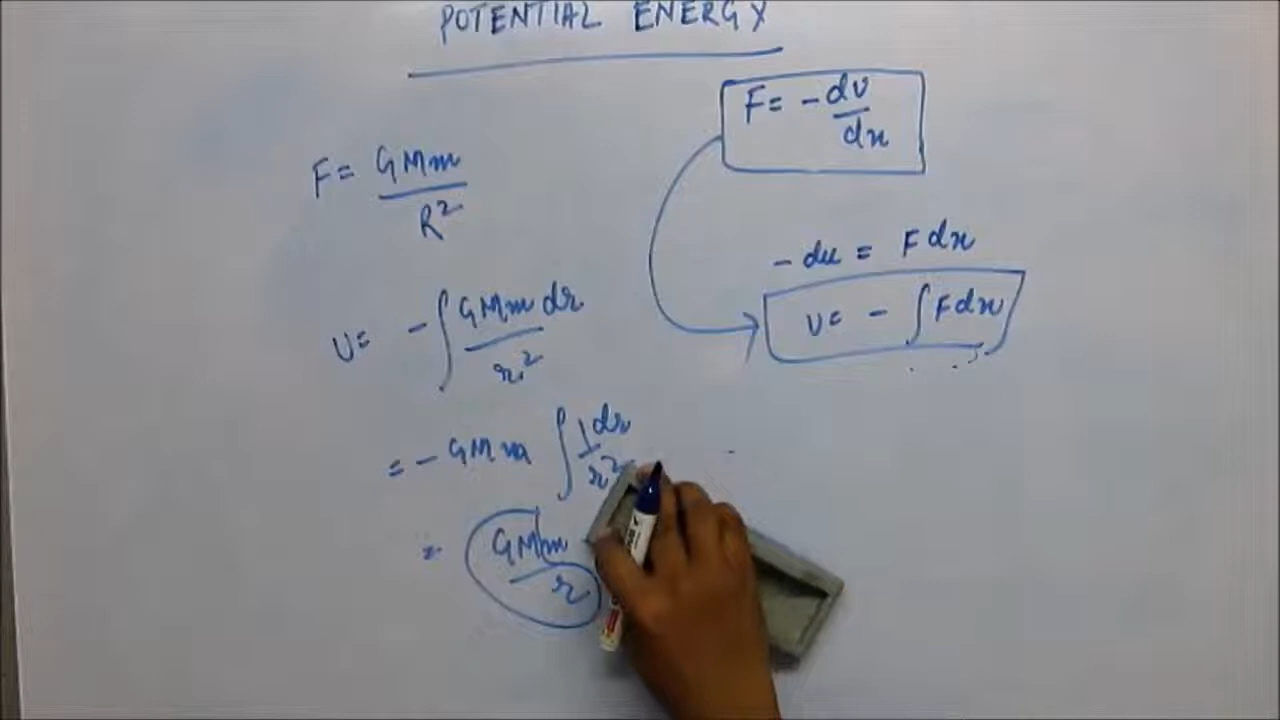 POTENTIAL ENERGY
F = - dv/dx
F = GMm/R²
- du = F dx
U = - ∫ F dx
U = - ∫ GMm dr/r²
= - GMm ∫ 1 dr/r²
= GMm/r